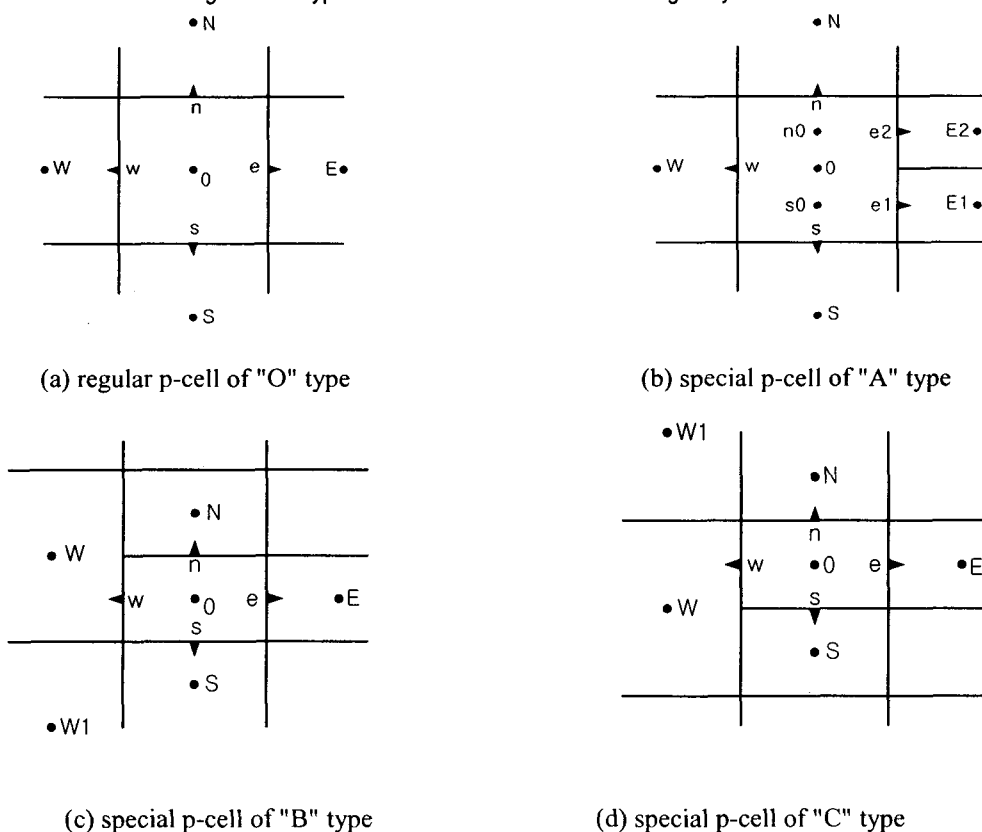 N
N
n
n
n0
e2
E2
W
w
0
e
E
W
w
0
s0
e1
E1
s
s
S
S
(a) regular p-cell of "O" type
(b) special p-cell of "A" type
W1
N
N
n
W
n
w
0
e
E
w
0
e
E
s
W
s
S
S
W1
(c) special p-cell of "B" type
(d) special p-cell of "C" type